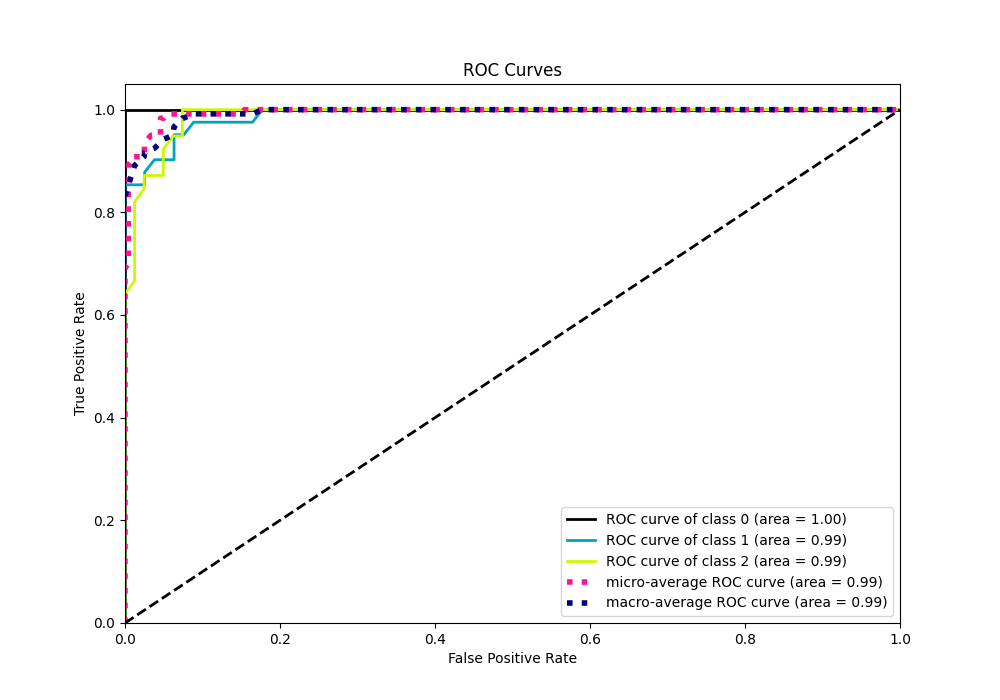 ROC Curves
True Positive Rate
1.0
0.8
0.6
0.4
0.2
0.0
0.0 0.2 0.4 0.6 0.8 1.0
False Positive Rate
ROC curve of class 0 (area = 1.00)
ROC curve of class 1 (area = 0.99)
ROC curve of class 2 (area = 0.99)
micro-average ROC curve (area = 0.99)
macro-average ROC curve (area = 0.99)